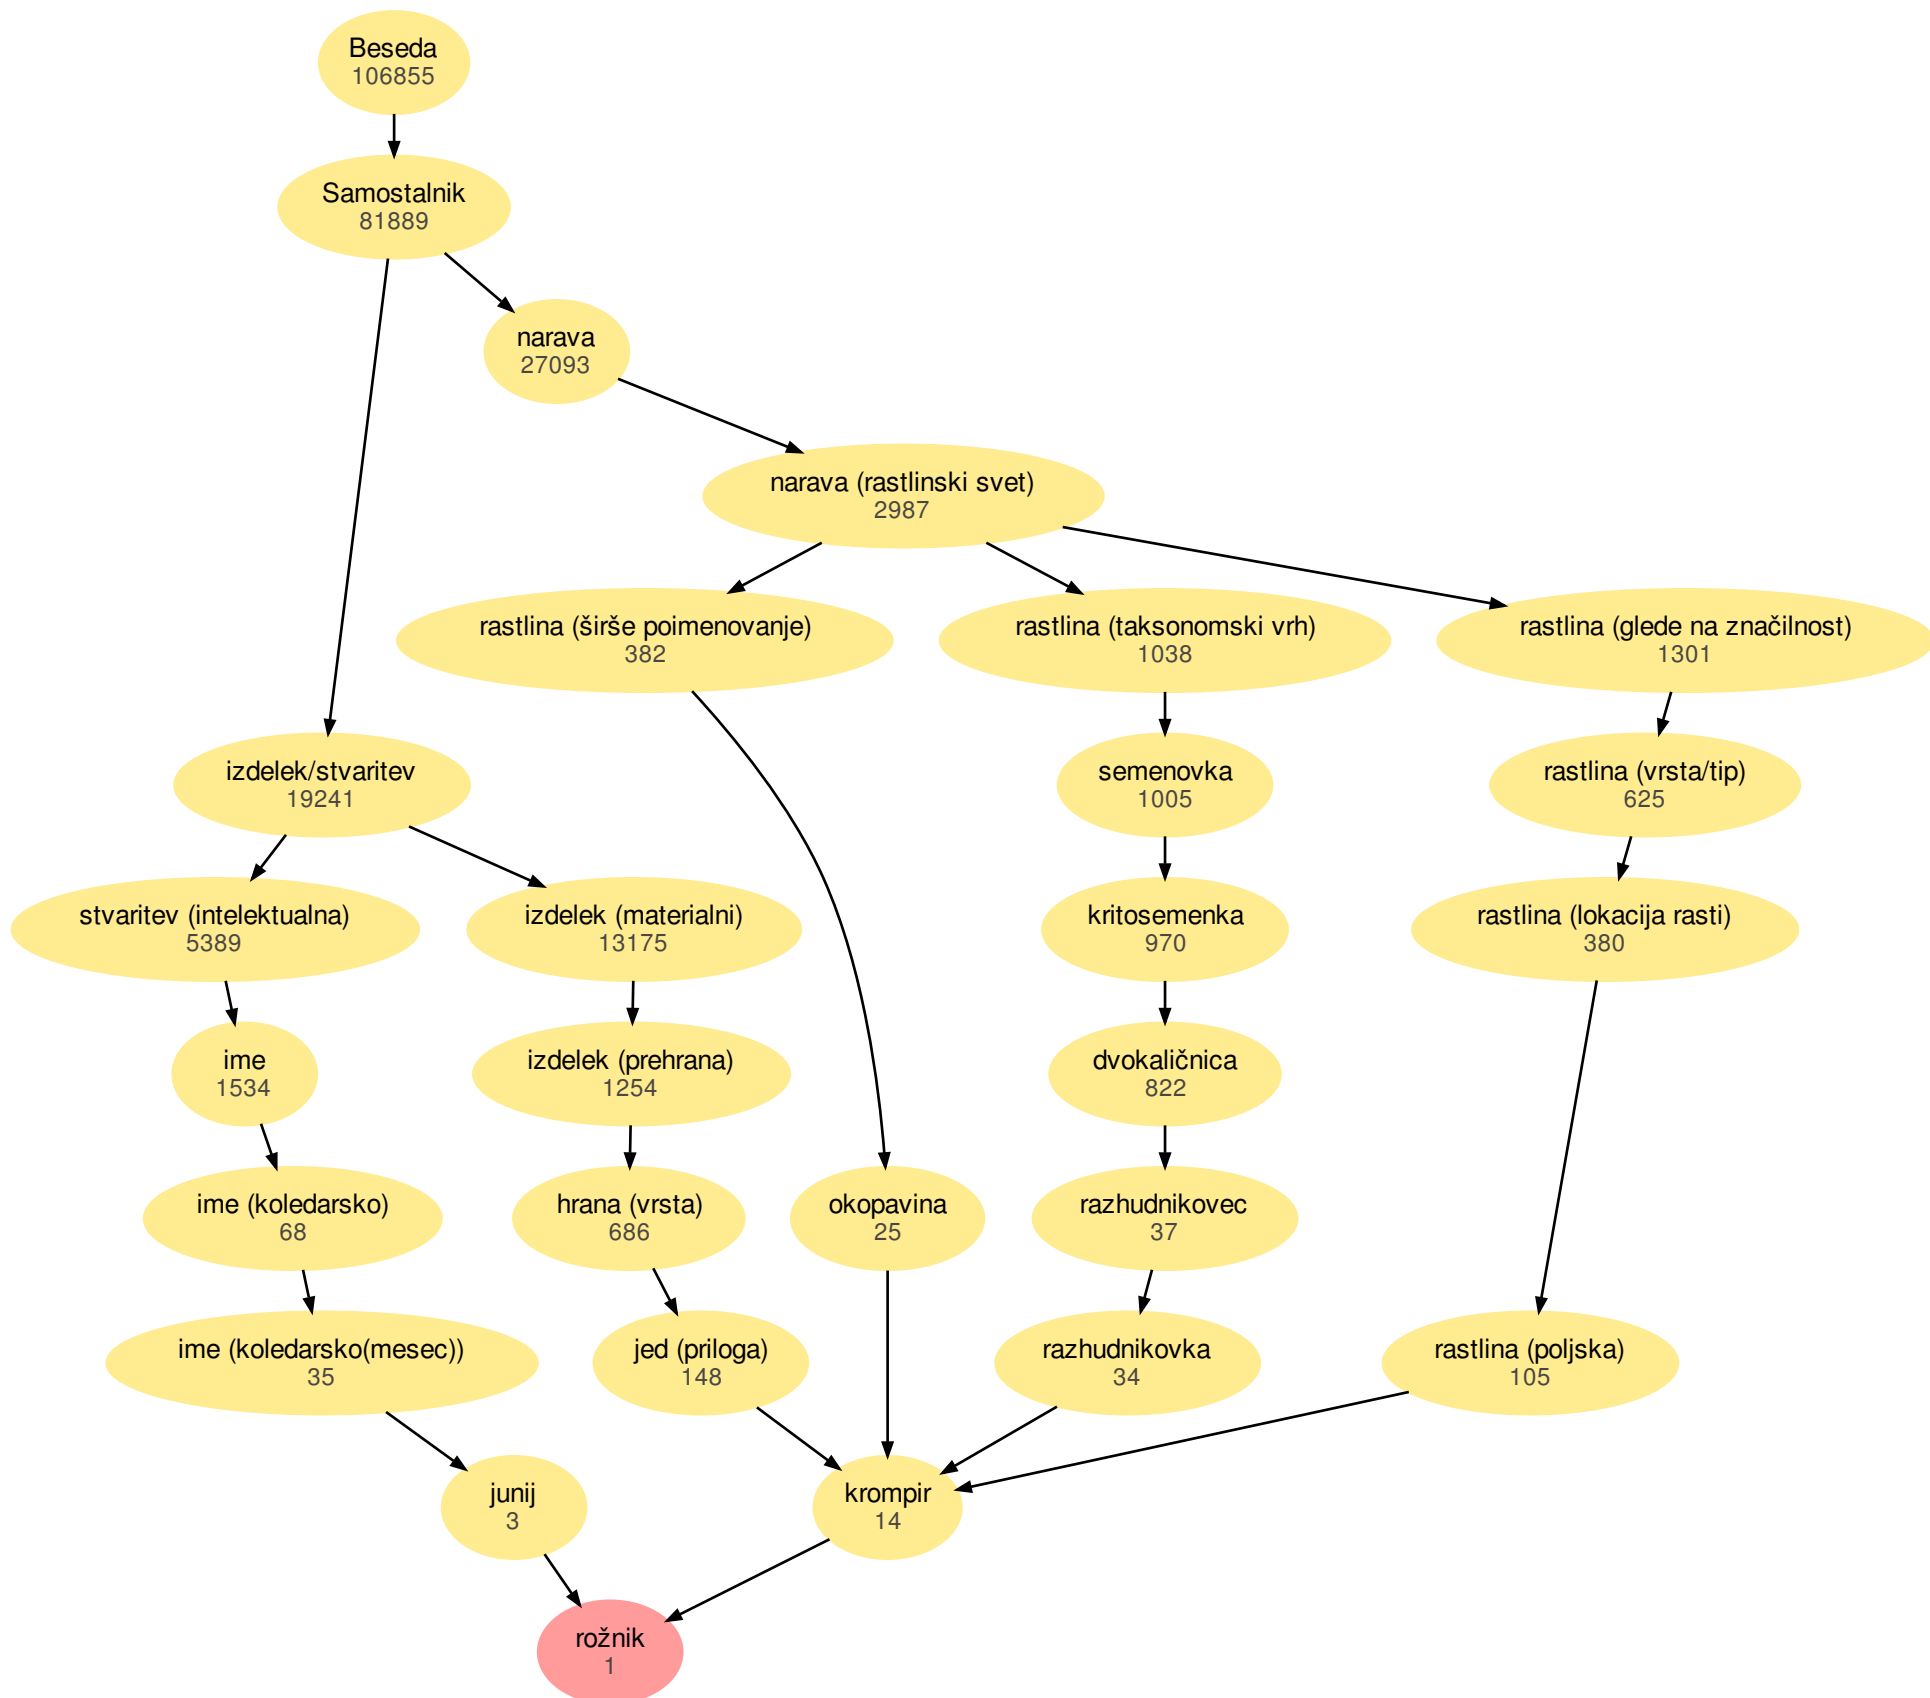 Beseda
106855
Samostalnik
81889
narava
27093
narava (rastlinski svet)
2987
rastlina (širše poimenovanje)
382
rastlina (taksonomski vrh)
1038
rastlina (glede na značilnost)
1301
izdelek/stvaritev
19241
semenovka
1005
rastlina (vrsta/tip)
625
stvaritev (intelektualna)
5389
izdelek (materialni)
13175
kritosemenka
970
rastlina (lokacija rasti)
380
ime
1534
izdelek (prehrana)
1254
dvokaličnica
822
ime (koledarsko)
68
hrana (vrsta)
686
okopavina
25
razhudnikovec
37
ime (koledarsko(mesec))
35
jed (priloga)
148
razhudnikovka
34
rastlina (poljska)
105
junij
3
krompir
14
rožnik
1